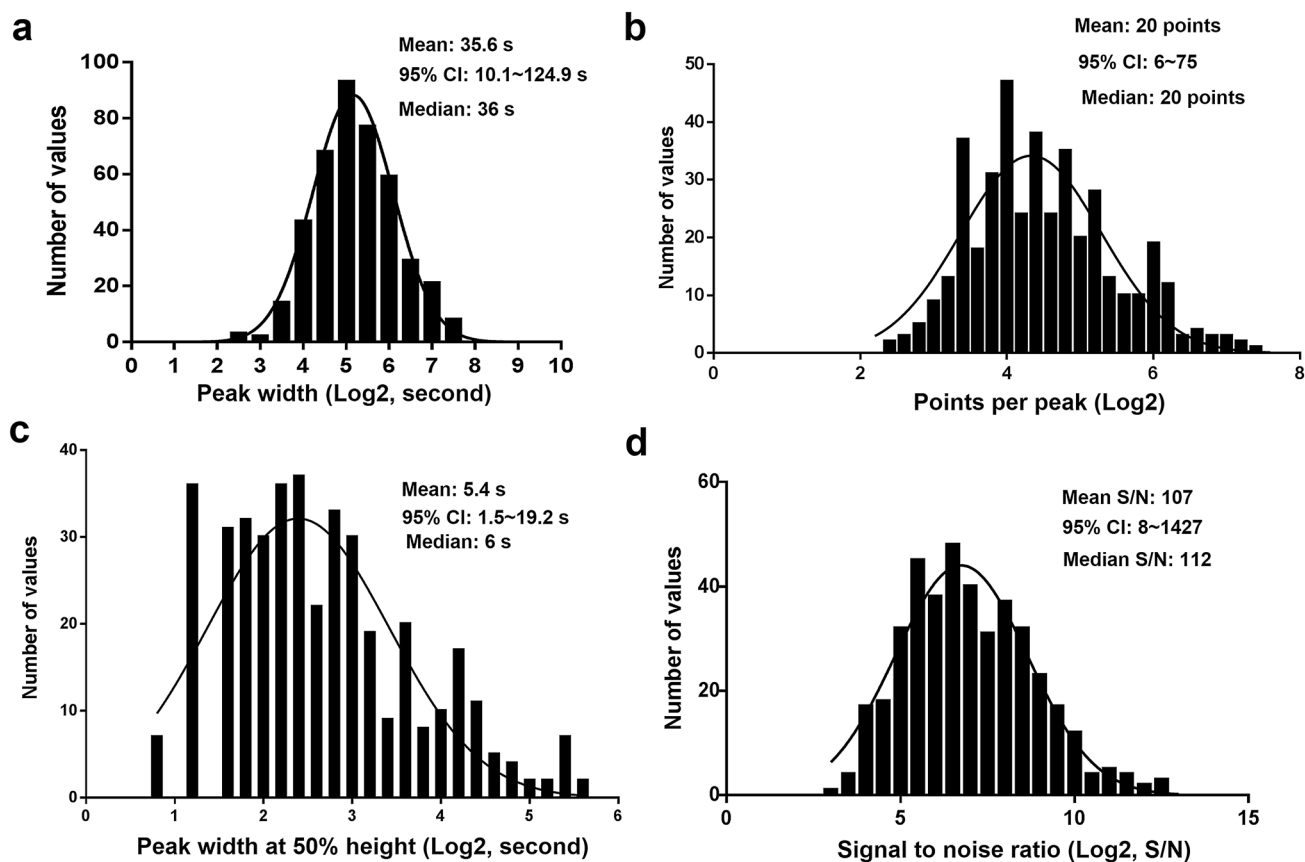 a
Mean: 35.6 s
95% CI: 10.1~124.9 s
Median: 36 s
100
80
60
40
20
0
Number of values
0 1 2 3 4 5 6 7 8 9 10
Peak width (Log2, second)
b
Mean: 20 points
95% CI: 6~75
Median: 20 points
50
40
30
20
10
0
Number of values
0 2 4 6 8
Points per peak (Log2)
c
Mean: 5.4 s
95% CI: 1.5~19.2 s
Median: 6 s
40
30
20
10
0
Number of values
0 1 2 3 4 5 6
Peak width at 50% height (Log2, second)
d
Mean S/N: 107
95% CI: 8~1427
Median S/N: 112
60
40
20
0
Number of values
0 5 10 15
Signal to noise ratio (Log2, S/N)